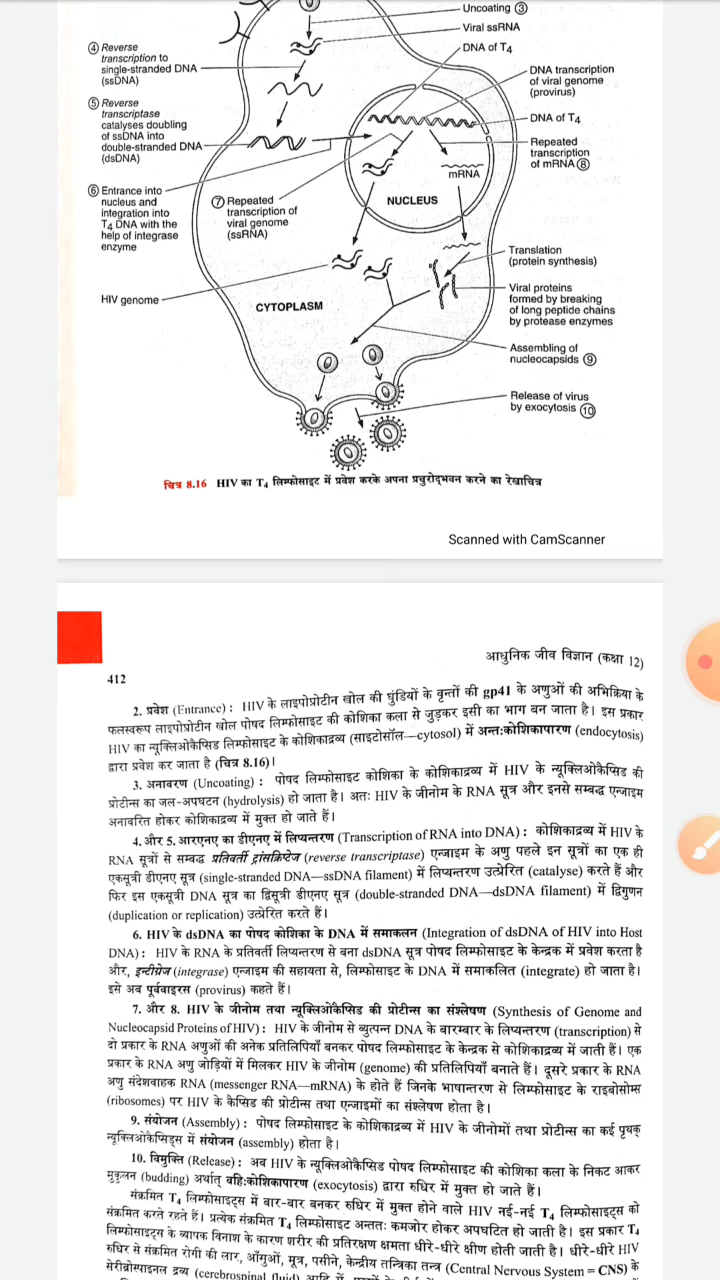 Uncoating ③
Viral ssRNA
DNA of T4
④ Reverse
transcription to
single-stranded DNA
(ssDNA)
DNA transcription
of viral genome
(provirus)
⑤ Reverse
transcriptase
catalyses doubling
of ssDNA into
double-stranded DNA
(dsDNA)
DNA of T4
Repeated
transcription
of mRNA ⑧
mRNA
NUCLEUS
⑥ Entrance into
nucleus and
integration into
T4 DNA with the
help of integrase
enzyme
⑦ Repeated
transcription of
viral genome
(ssRNA)
Translation
(protein synthesis)
HIV genome
CYTOPLASM
Viral proteins
formed by breaking
of long peptide chains
by protease enzymes
Assembling of
nucleocapsids ⑨
Release of virus
by exocytosis ⑩
चित्र 8.16 HIV का T4 लिम्फोसाइट में प्रवेश करके अपना प्रचुरोद्भवन करने का रेखाचित्र
Scanned with CamScanner
आधुनिक जीव विज्ञान (कक्षा 12)
412
2. प्रवेश (Entrance) : HIV के लाइपोप्रोटीन खोल की घुंडियों के वृन्तों की gp41 के अणुओं की अभिक्रिया के
फलस्वरूप लाइपोप्रोटीन खोल पोषद लिम्फोसाइट की कोशिका कला से जुड़कर इसी का भाग बन जाता है। इस प्रकार
HIV का न्यूक्लिओकैप्सिड लिम्फोसाइट के कोशिकाद्रव्य (साइटोसॉल—cytosol) में अन्तःकोशिकापारण (endocytosis)
द्वारा प्रवेश कर जाता है (चित्र 8.16)।
3. अनावरण (Uncoating) : पोषद लिम्फोसाइट कोशिका के कोशिकाद्रव्य में HIV के न्यूक्लिओकैप्सिड की
प्रोटीन्स का जल-अपघटन (hydrolysis) हो जाता है। अतः HIV के जीनोम के RNA सूत्र और इनसे सम्बद्ध एन्जाइम
अनावरित होकर कोशिकाद्रव्य में मुक्त हो जाते हैं।
4. और 5. आरएनए का डीएनए में लिप्यन्तरण (Transcription of RNA into DNA) : कोशिकाद्रव्य में HIV के
RNA सूत्रों से सम्बद्ध प्रतिवर्ती ट्रांसक्रिप्टेज (reverse transcriptase) एन्जाइम के अणु पहले इन सूत्रों का एक ही
एकसूत्री डीएनए सूत्र (single-stranded DNA—ssDNA filament) में लिप्यन्तरण उत्प्रेरित (catalyse) करते हैं और
फिर इस एकसूत्री DNA सूत्र का द्विसूत्री डीएनए सूत्र (double-stranded DNA—dsDNA filament) में द्विगुणन
(duplication or replication) उत्प्रेरित करते हैं।
6. HIV के dsDNA का पोषद कोशिका के DNA में समाकलन (Integration of dsDNA of HIV into Host
DNA) : HIV के RNA के प्रतिवर्ती लिप्यन्तरण से बना dsDNA सूत्र पोषद लिम्फोसाइट के केन्द्रक में प्रवेश करता है
और, इन्टीग्रेज (integrase) एन्जाइम की सहायता से, लिम्फोसाइट के DNA में समाकलित (integrate) हो जाता है।
इसे अब पूर्ववाइरस (provirus) कहते हैं।
7. और 8. HIV के जीनोम तथा न्यूक्लिओकैप्सिड की प्रोटीन्स का संश्लेषण (Synthesis of Genome and
Nucleocapsid Proteins of HIV) : HIV के जीनोम से व्युत्पन्न DNA के बारम्बार के लिप्यन्तरण (transcription) से
दो प्रकार के RNA अणुओं की अनेक प्रतिलिपियाँ बनकर पोषद लिम्फोसाइट के केन्द्रक से कोशिकाद्रव्य में जाती हैं। एक
प्रकार के RNA अणु जोड़ियों में मिलकर HIV के जीनोम (genome) की प्रतिलिपियाँ बनाते हैं। दूसरे प्रकार के RNA
अणु संदेशवाहक RNA (messenger RNA—mRNA) के होते हैं जिनके भाषान्तरण से लिम्फोसाइट के राइबोसोम्स
(ribosomes) पर HIV के कैप्सिड की प्रोटीन्स तथा एन्जाइमों का संश्लेषण होता है।
9. संयोजन (Assembly) : पोषद लिम्फोसाइट के कोशिकाद्रव्य में HIV के जीनोमों तथा प्रोटीन्स का कई पृथक्
न्यूक्लिओकैप्सिड्स में संयोजन (assembly) होता है।
10. विमुक्ति (Release) : अब HIV के न्यूक्लिओकैप्सिड पोषद लिम्फोसाइट की कोशिका कला के निकट आकर
मुकुलन (budding) अर्थात् बहिःकोशिकापारण (exocytosis) द्वारा रुधिर में मुक्त हो जाते हैं।
संक्रमित T4 लिम्फोसाइट्स में बार-बार बनकर रुधिर में मुक्त होने वाले HIV नई-नई T4 लिम्फोसाइट्स को
संक्रमित करते रहते हैं। प्रत्येक संक्रमित T4 लिम्फोसाइट अन्ततः कमजोर होकर अपघटित हो जाती है। इस प्रकार T4
लिम्फोसाइट्स के व्यापक विनाश के कारण शरीर की प्रतिरक्षण क्षमता धीरे-धीरे क्षीण होती जाती है। धीरे-धीरे HIV
रुधिर से संक्रमित रोगी की लार, आँसुओं, मूत्र, पसीने, केन्द्रीय तन्त्रिका तन्त्र (Central Nervous System = CNS) के
सेरीब्रोस्पाइनल द्रव्य (cerebrospinal fluid) आदि में